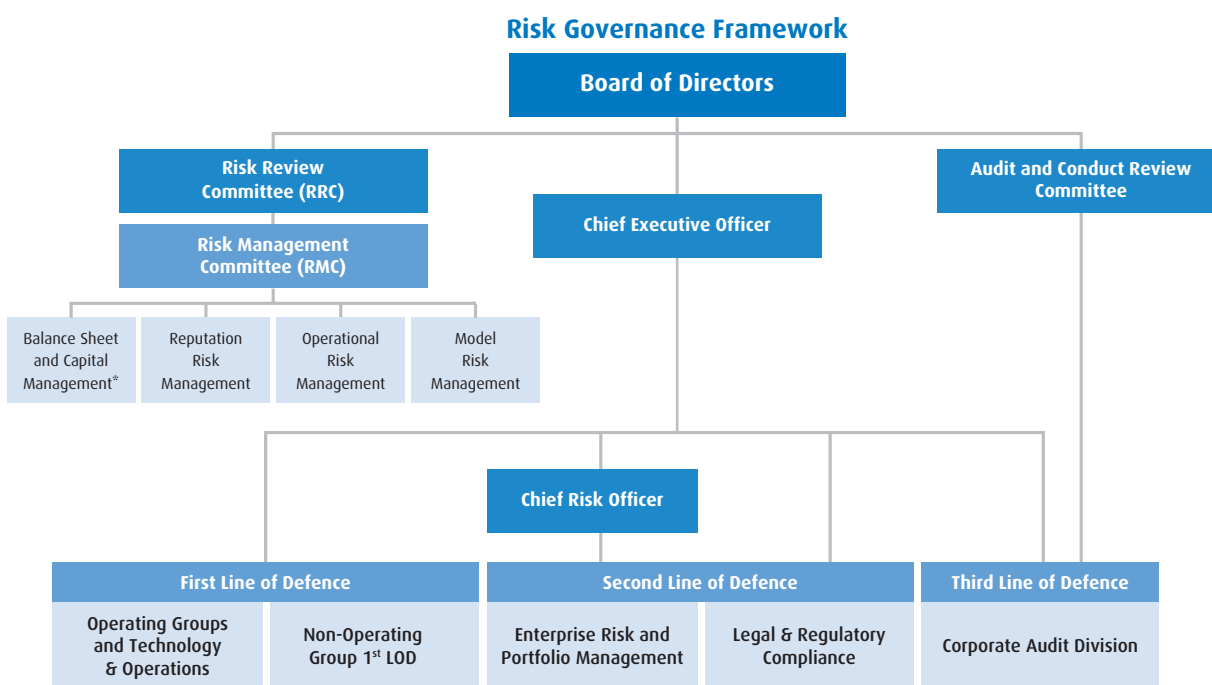 Risk Governance Framework
Board of Directors
Risk Review
Committee (RRC)
Audit and Conduct Review
Committee
Chief Executive Officer
Risk Management
Committee (RMC)
Balance Sheet
and Capital
Management*
Reputation
Risk
Management
Operational
Risk
Management
Model
Risk
Management
Chief Risk Officer
First Line of Defence
Second Line of Defence
Third Line of Defence
Operating Groups
and Technology
& Operations
Non-Operating
Group 1st LOD
Enterprise Risk and
Portfolio Management
Legal & Regulatory
Compliance
Corporate Audit Division